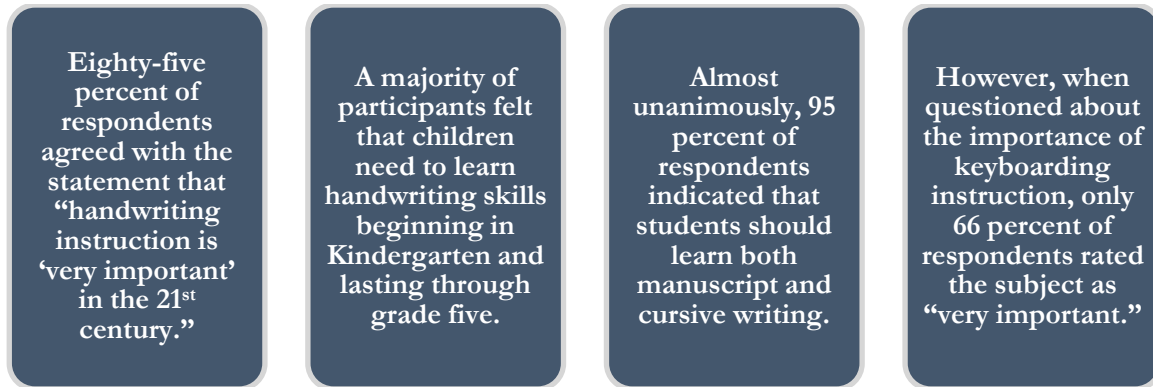 Eighty-five
percent of
respondents
agreed with the
statement that
“handwriting
instruction is
‘very important’
in the 21st
century.”
A majority of
participants felt
that children
need to learn
handwriting skills
beginning in
Kindergarten and
lasting through
grade five.
Almost
unanimously, 95
percent of
respondents
indicated that
students should
learn both
manuscript and
cursive writing.
However, when
questioned about
the importance of
keyboarding
instruction, only
66 percent of
respondents rated
the subject as
“very important.”